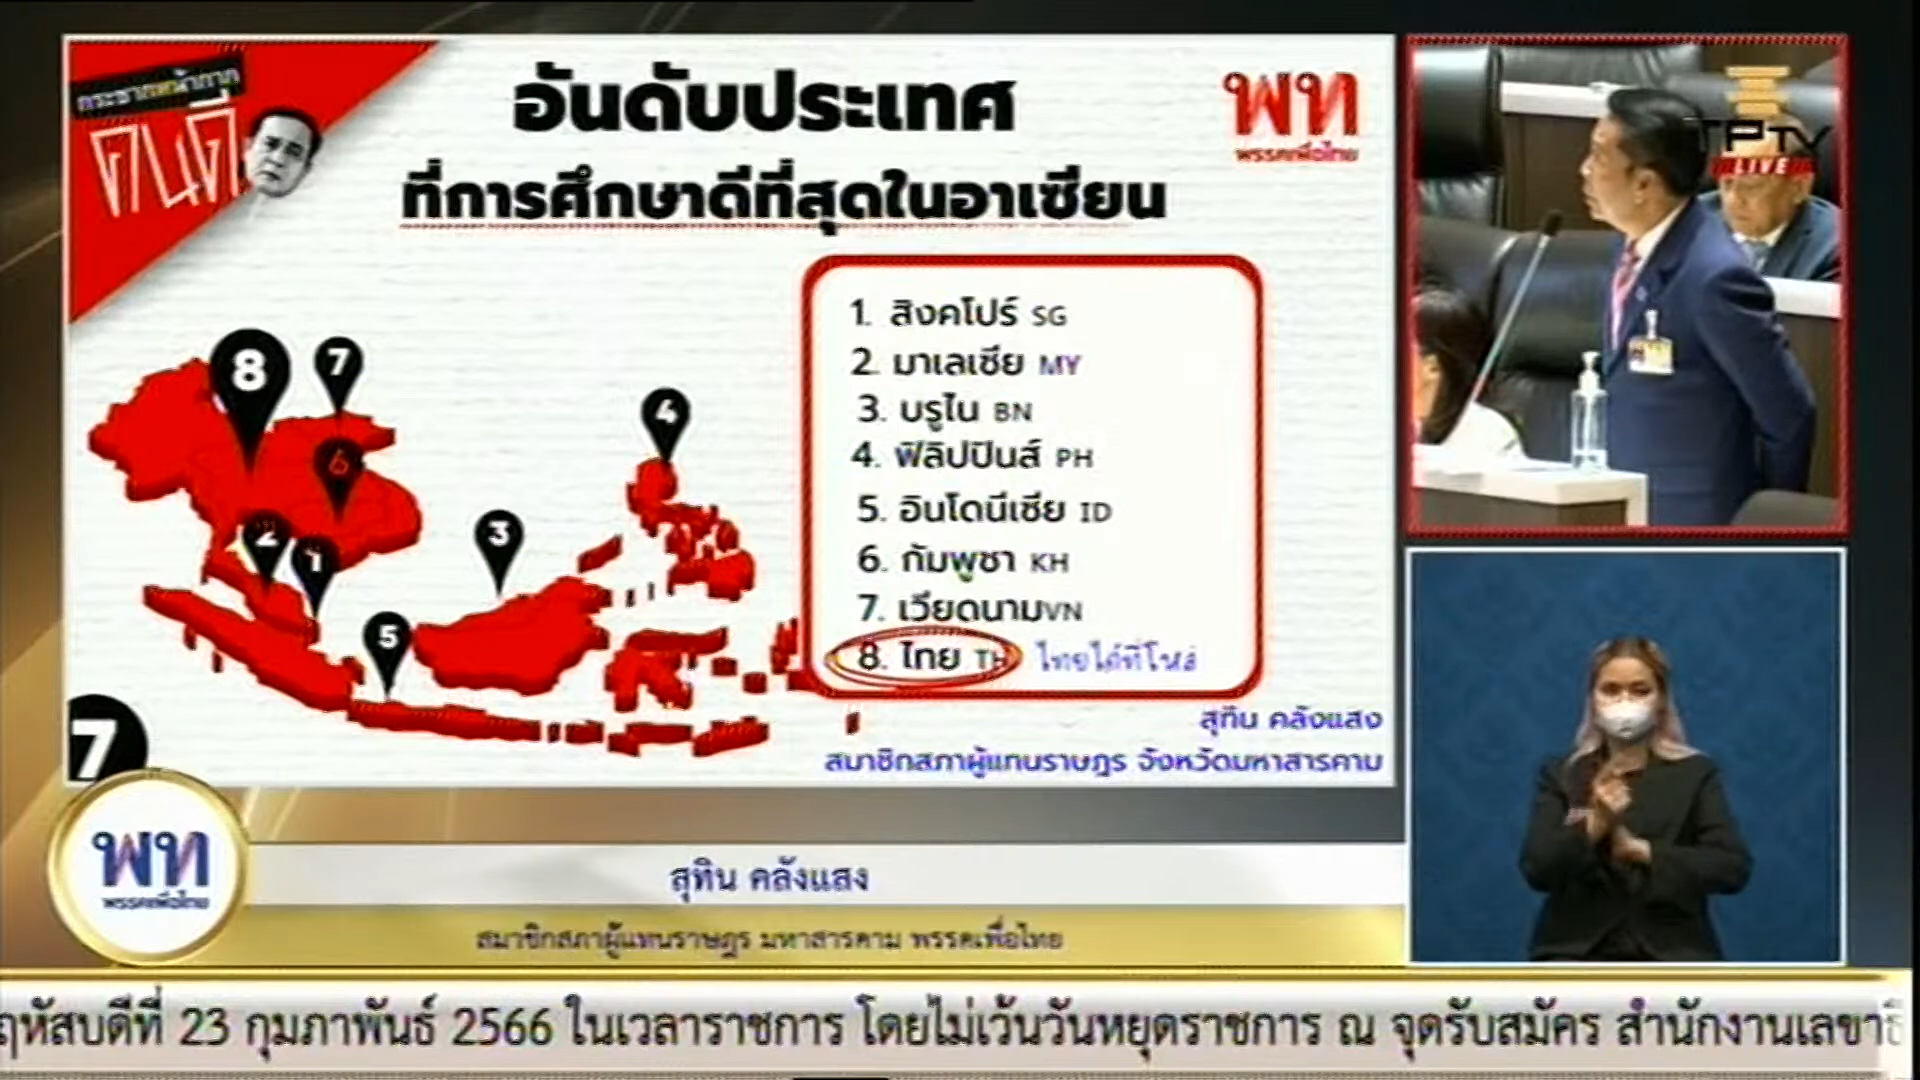 กระชากหน้ากาก
คนดี
อันดับประเทศ
ที่การศึกษาดีที่สุดในอาเซียน
พท
พรรคเพื่อไทย
1. สิงคโปร์ SG
2. มาเลเซีย MY
3. บรูไน BN
4. ฟิลิปปินส์ PH
5. อินโดนีเซีย ID
6. กัมพูชา KH
7. เวียดนามVN
8. ไทย TH ไทยได้ที่โหล่
8
7
6
4
2
1
3
5
สุทิน คลังแสง
สมาชิกสภาผู้แทนราษฎร จังหวัดมหาสารคาม
7
TPTV
LIVE
พท
พรรคเพื่อไทย
สุทิน คลังแสง
สมาชิกสภาผู้แทนราษฎร มหาสารคาม พรรคเพื่อไทย
ฤหัสบดีที่ 23 กุมภาพันธ์ 2566 ในเวลาราชการ โดยไม่เว้นวันหยุดราชการ ณ จุดรับสมัคร สำนักงานเลขาธิ